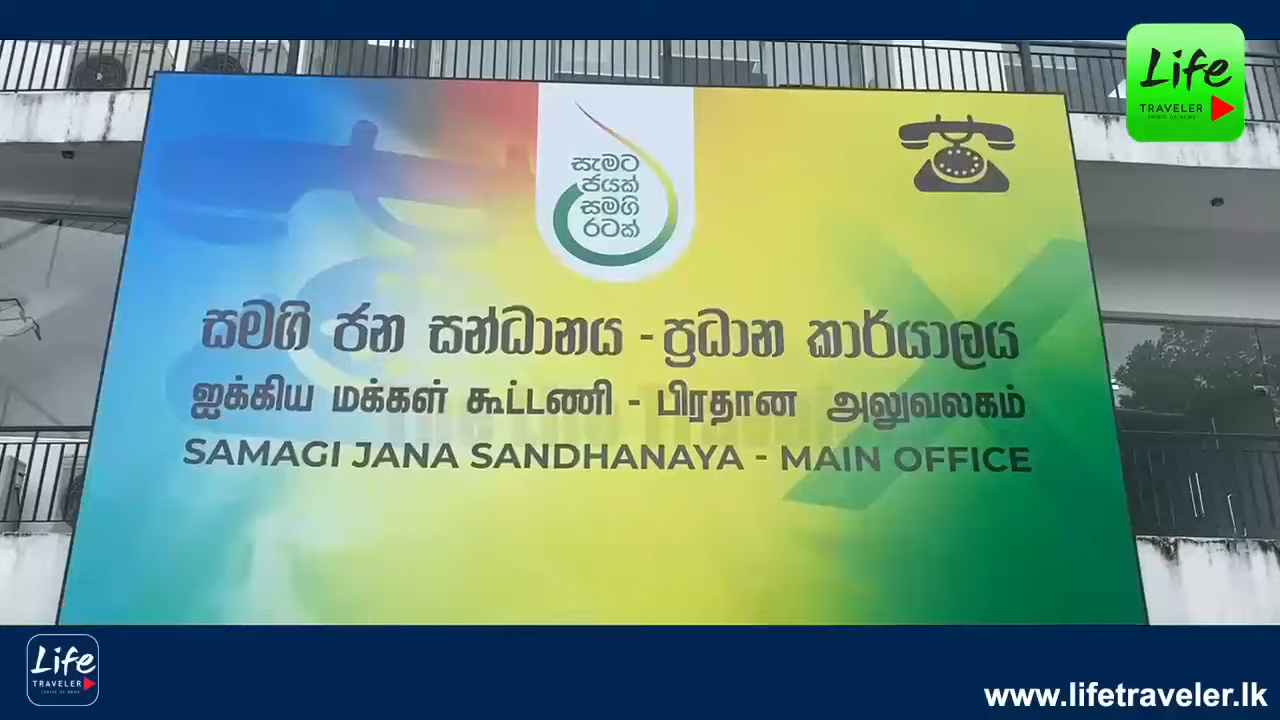 Life
TRAVELER
සැමට
ජයක්
සමගි
රටක්
සමගි ජන සන්ධානය - ප්‍රධාන කාර්යාලය
ஐக்கிய மக்கள் கூட்டணி - பிரதான அலுவலகம்
SAMAGI JANA SANDHANAYA - MAIN OFFICE
Life
TRAVELER
www.lifetraveler.lk